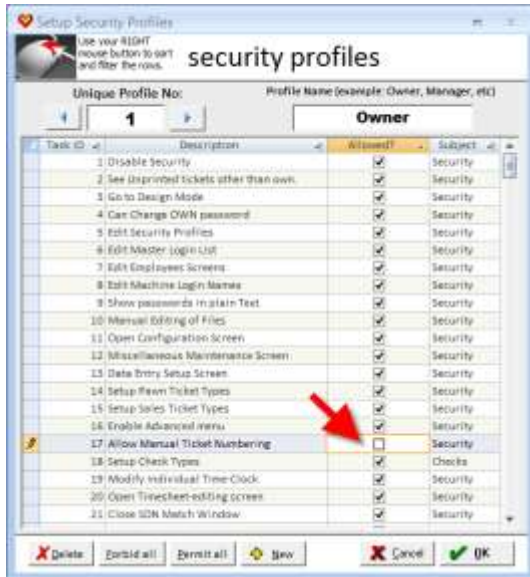 Setup Security Profiles
Use your RIGHT
mouse button to sort
and filter the rows.
security profiles
Unique Profile No:
Profile Name (example: Owner, Manager, etc)
1
Owner
Task ID Description Allowed? Subject
1 Disable Security Security
2 See Unprinted tickets other than own. Security
3 Go to Design Mode Security
4 Can Change OWN password Security
5 Edit Security Profiles Security
6 Edit Master Login List Security
7 Edit Employees Screens Security
8 Edit Machine Login Names Security
9 Show passwords in plain Text Security
10 Manual Editing of Files Security
11 Open Configuration Screen Security
12 Miscellaneous Maintenance Screen Security
13 Data Entry Setup Screen Security
14 Setup Pawn Ticket Types Security
15 Setup Sales Ticket Types Security
16 Enable Advanced menu Security
17 Allow Manual Ticket Numbering Security
18 Setup Check Types Checks
19 Modify Individual Time-Clock Security
20 Open Timesheet-editing screen Security
21 Close SDN Match Window Security
Delete Forbid all Permit all New Cancel OK